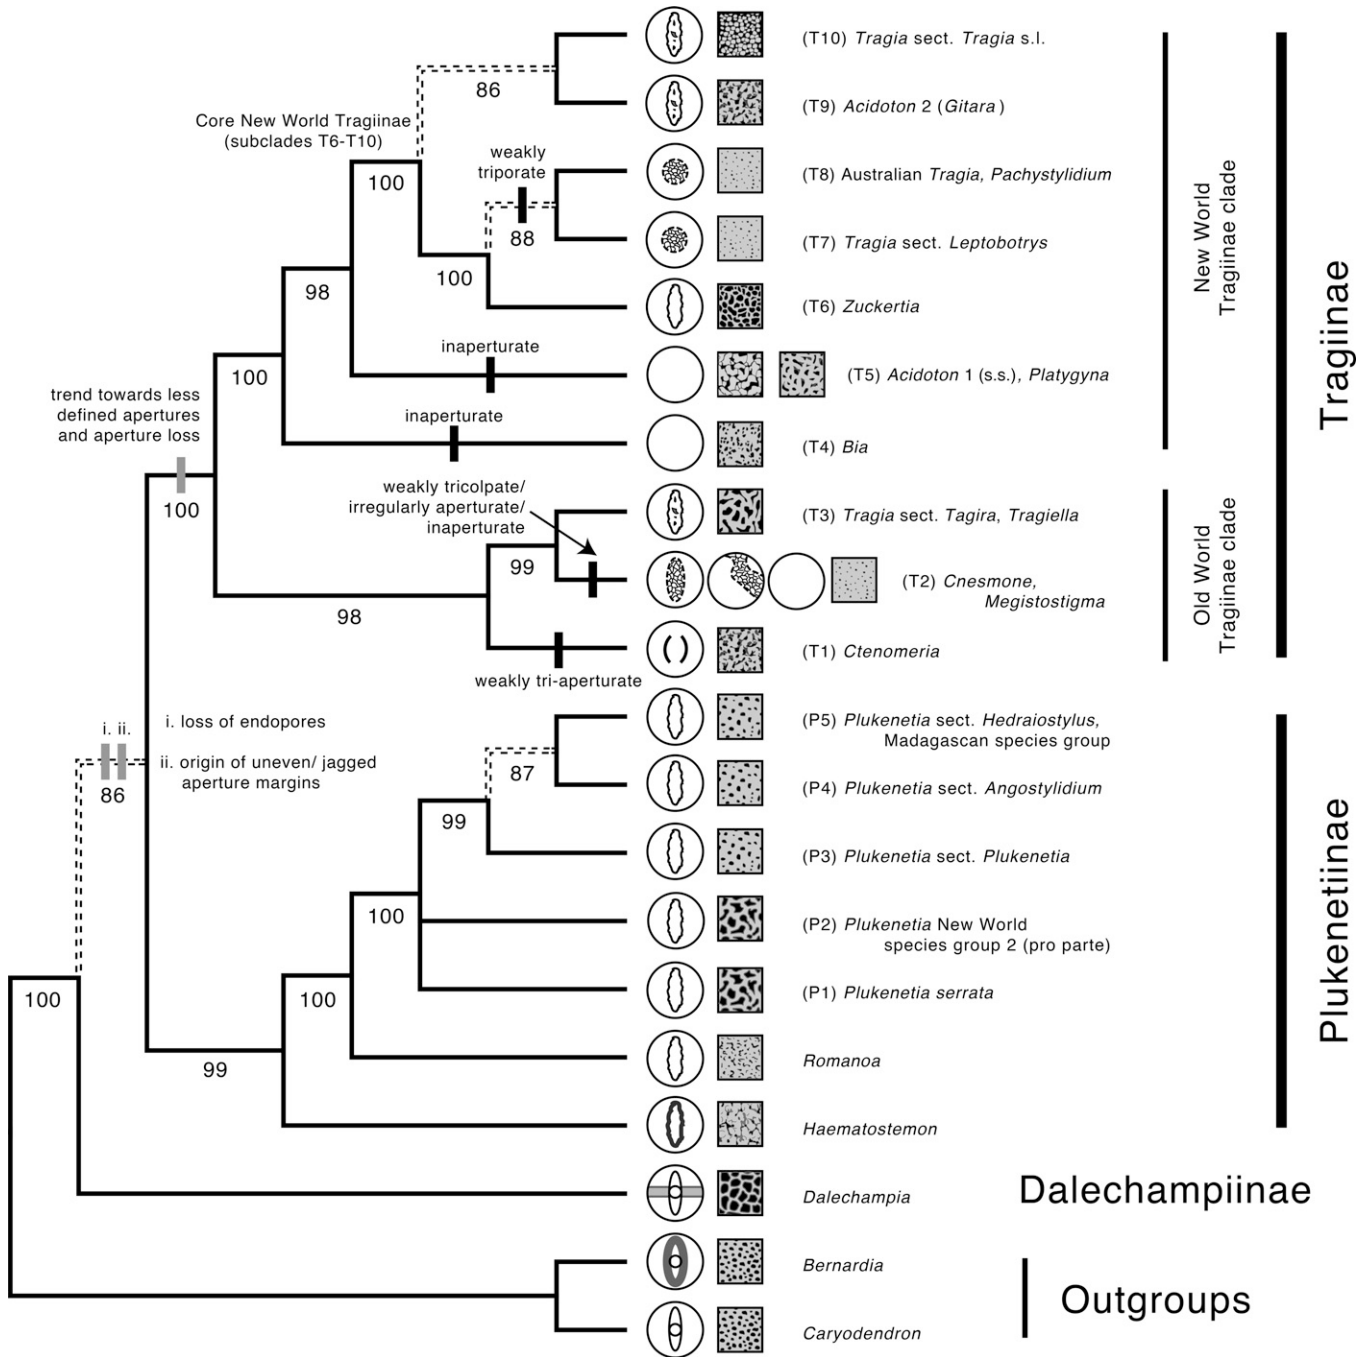 (T10) Tragia sect. Tragia s.l.
86
(T9) Acidoton 2 (Gitara )
Core New World Tragiinae
(subclades T6-T10)
weakly
triporate
100
(T8) Australian Tragia, Pachystylidium
88
(T7) Tragia sect. Leptobotrys
100
98
(T6) Zuckertia
inaperturate
(T5) Acidoton 1 (s.s.), Platygyna
100
trend towards less
defined apertures
and aperture loss
inaperturate
(T4) Bia
New World
Tragiinae clade
Tragiinae
100
weakly tricolpate/
irregularly aperturate/
inaperturate
(T3) Tragia sect. Tagira, Tragiella
99
(T2) Cnesmone,
Megistostigma
98
(T1) Ctenomeria
weakly tri-aperturate
Old World
Tragiinae clade
i. ii.
i. loss of endopores
ii. origin of uneven/ jagged
aperture margins
86
(P5) Plukenetia sect. Hedraiostylus,
Madagascan species group
87
(P4) Plukenetia sect. Angostylidium
99
(P3) Plukenetia sect. Plukenetia
100
(P2) Plukenetia New World
species group 2 (pro parte)
100
100
(P1) Plukenetia serrata
Romanoa
99
Haematostemon
Plukenetiinae
Dalechampia
Dalechampiinae
Bernardia
Outgroups
Caryodendron